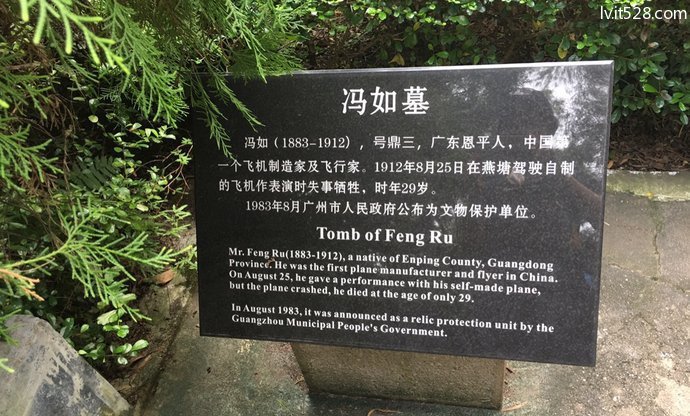 lvit528.com
冯如墓
冯如（1883-1912），号鼎三，广东恩平人，中国第
一个飞机制造家及飞行家。1912年8月25日在燕塘驾驶自制
的飞机作表演时失事牺牲，时年29岁。
1983年8月广州市人民政府公布为文物保护单位。
Tomb of Feng Ru
Mr. Feng Ru(1883-1912), a native of Enping County, Guangdong
Province. He was the first plane manufacturer and flyer in China.
On August 25, he gave a performance with his self-made plane,
but the plane crashed, he died at the age of only 29.
In August 1983, it was announced as a relic protection unit by the
Guangzhou Municipal People's Government.